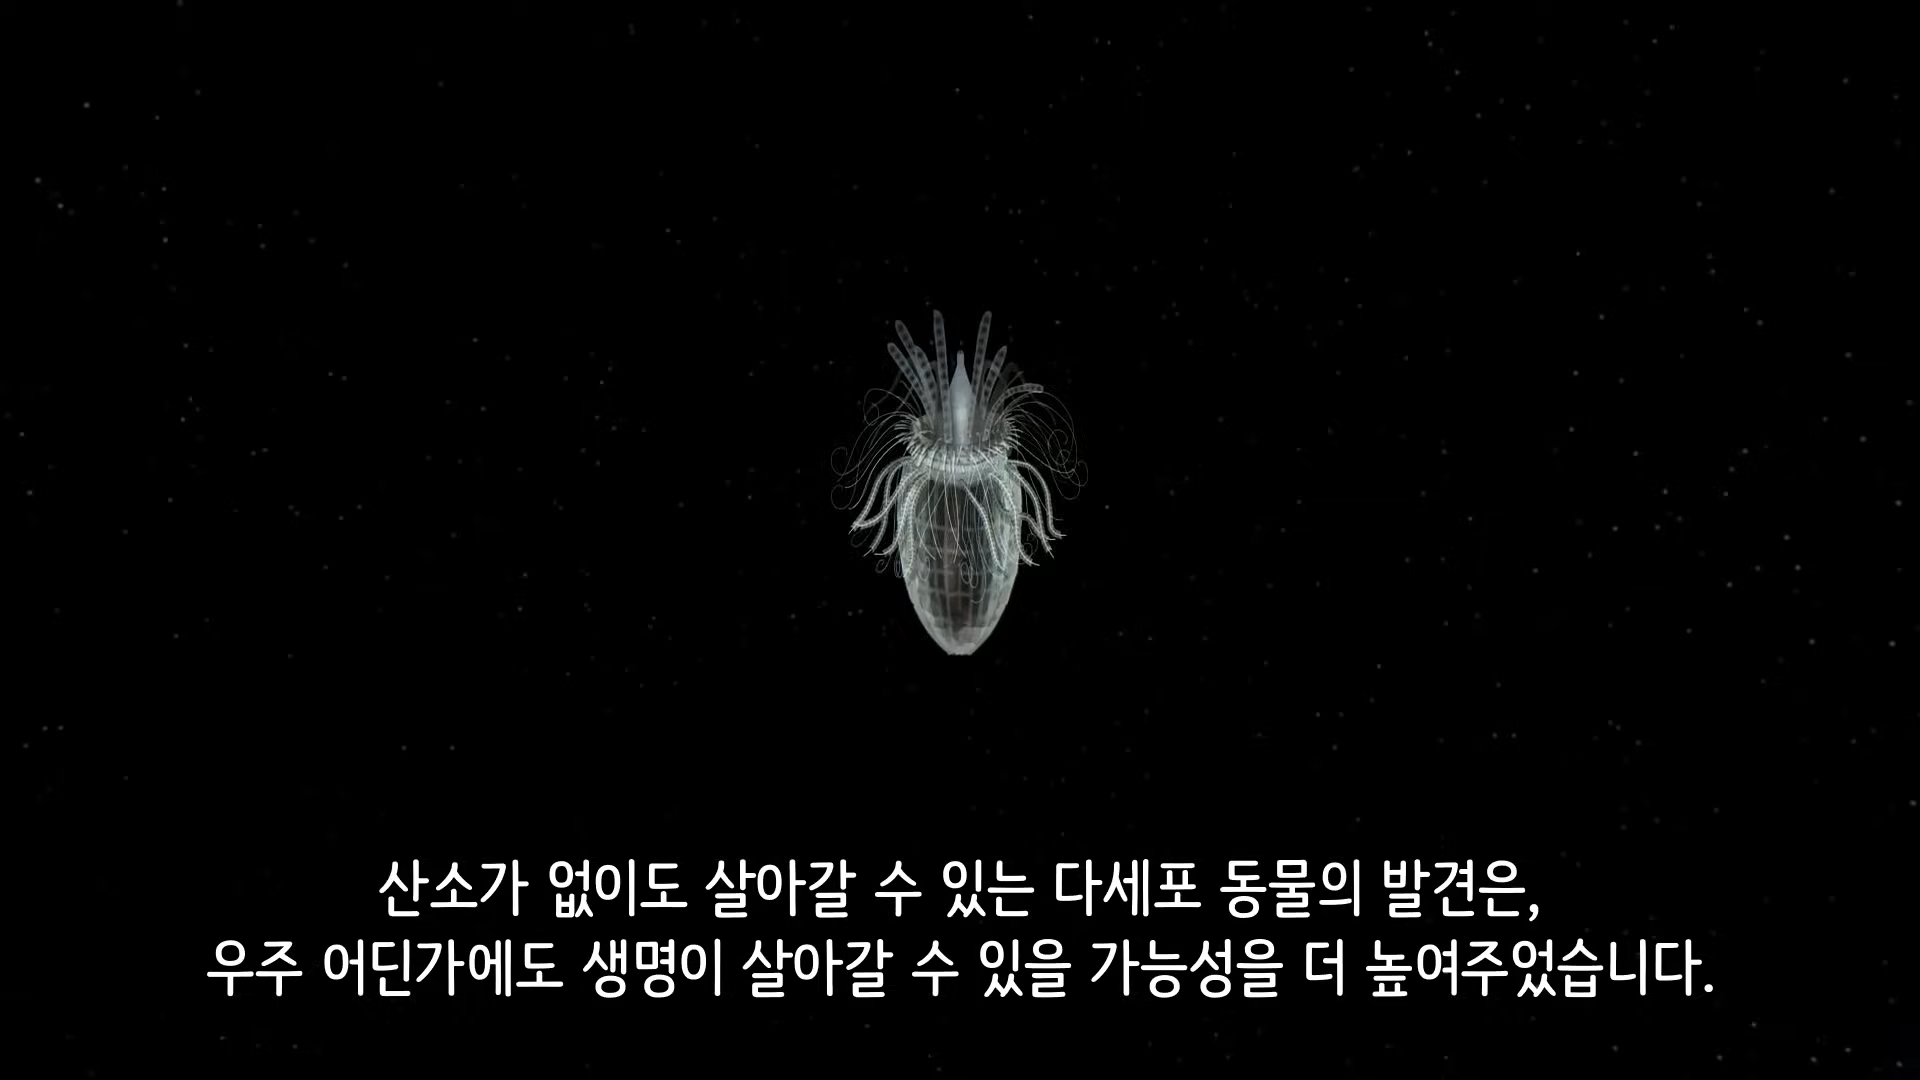 산소가 없이도 살아갈 수 있는 다세포 동물의 발견은,
우주 어딘가에도 생명이 살아갈 수 있을 가능성을 더 높여주었습니다.